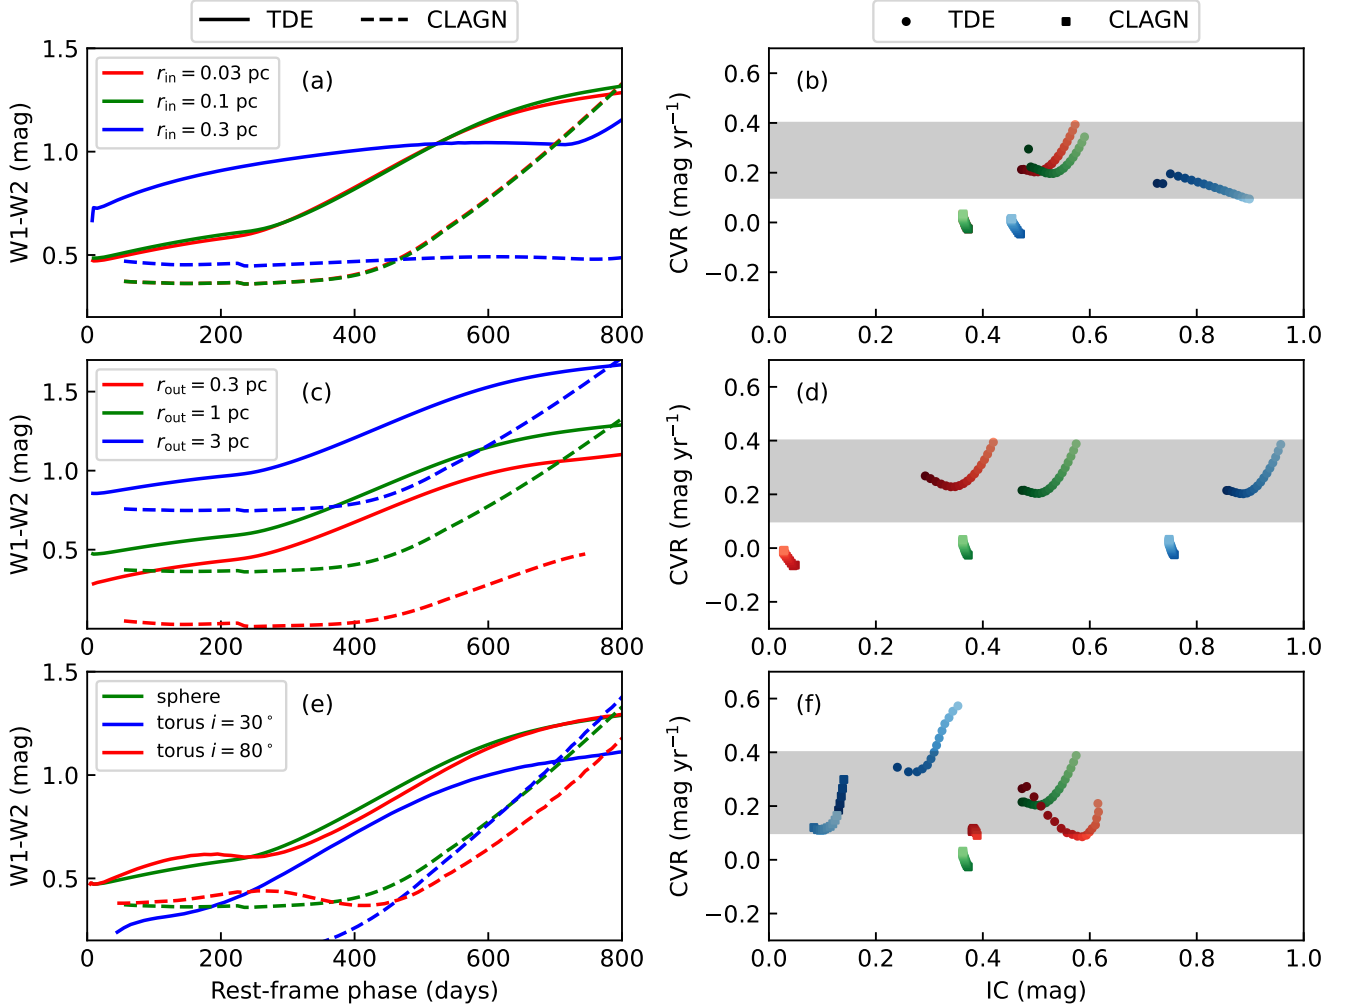 TDE CLAGN
TDE CLAGN
W1-W2 (mag)
1.5
1.0
0.5
r_in = 0.03 pc
r_in = 0.1 pc
r_in = 0.3 pc
(a)
0 200 400 600 800
CVR (mag yr⁻¹)
0.6
0.4
0.2
0.0
−0.2
(b)
0.0 0.2 0.4 0.6 0.8 1.0
W1-W2 (mag)
1.5
1.0
0.5
r_out = 0.3 pc
r_out = 1 pc
r_out = 3 pc
(c)
0 200 400 600 800
CVR (mag yr⁻¹)
0.6
0.4
0.2
0.0
−0.2
(d)
0.0 0.2 0.4 0.6 0.8 1.0
W1-W2 (mag)
1.5
1.0
0.5
sphere
torus i = 30°
torus i = 80°
(e)
0 200 400 600 800
Rest-frame phase (days)
CVR (mag yr⁻¹)
0.6
0.4
0.2
0.0
−0.2
(f)
0.0 0.2 0.4 0.6 0.8 1.0
IC (mag)